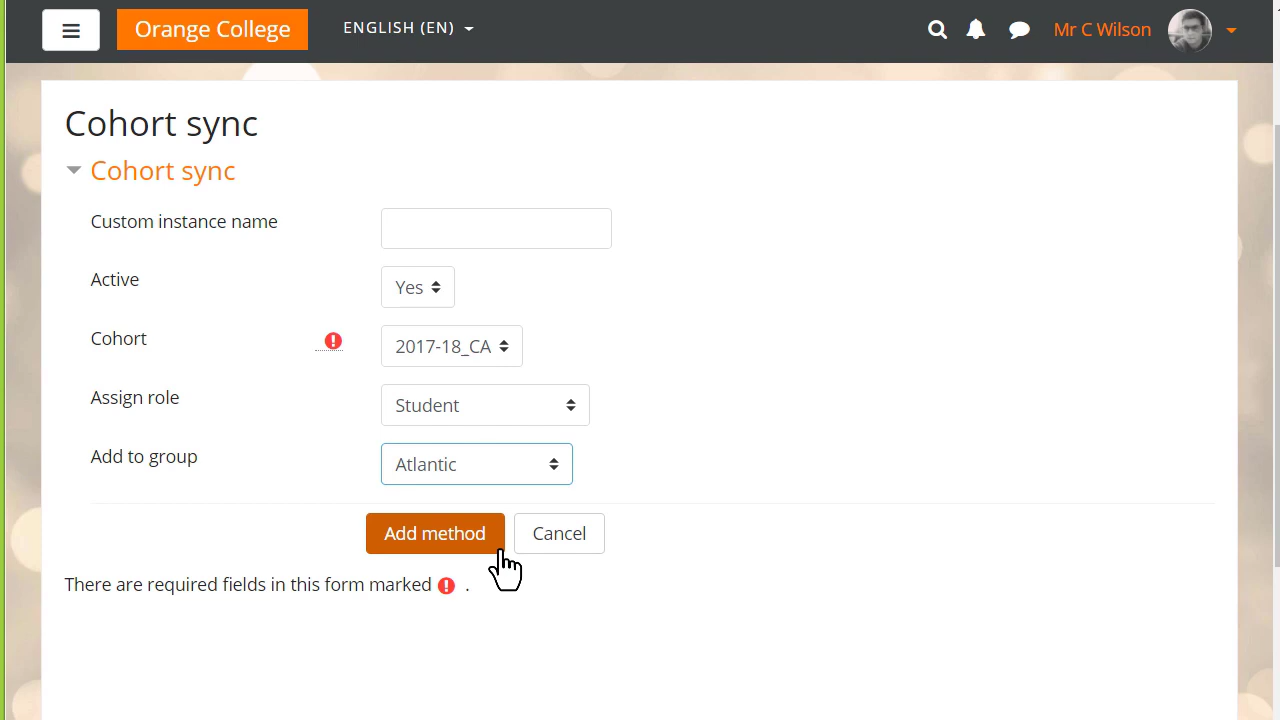 Orange College
ENGLISH (EN)
Mr C Wilson
Cohort sync
Cohort sync
Custom instance name
Active
Yes
Cohort
2017-18_CA
Assign role
Student
Add to group
Atlantic
Add method
Cancel
There are required fields in this form marked .